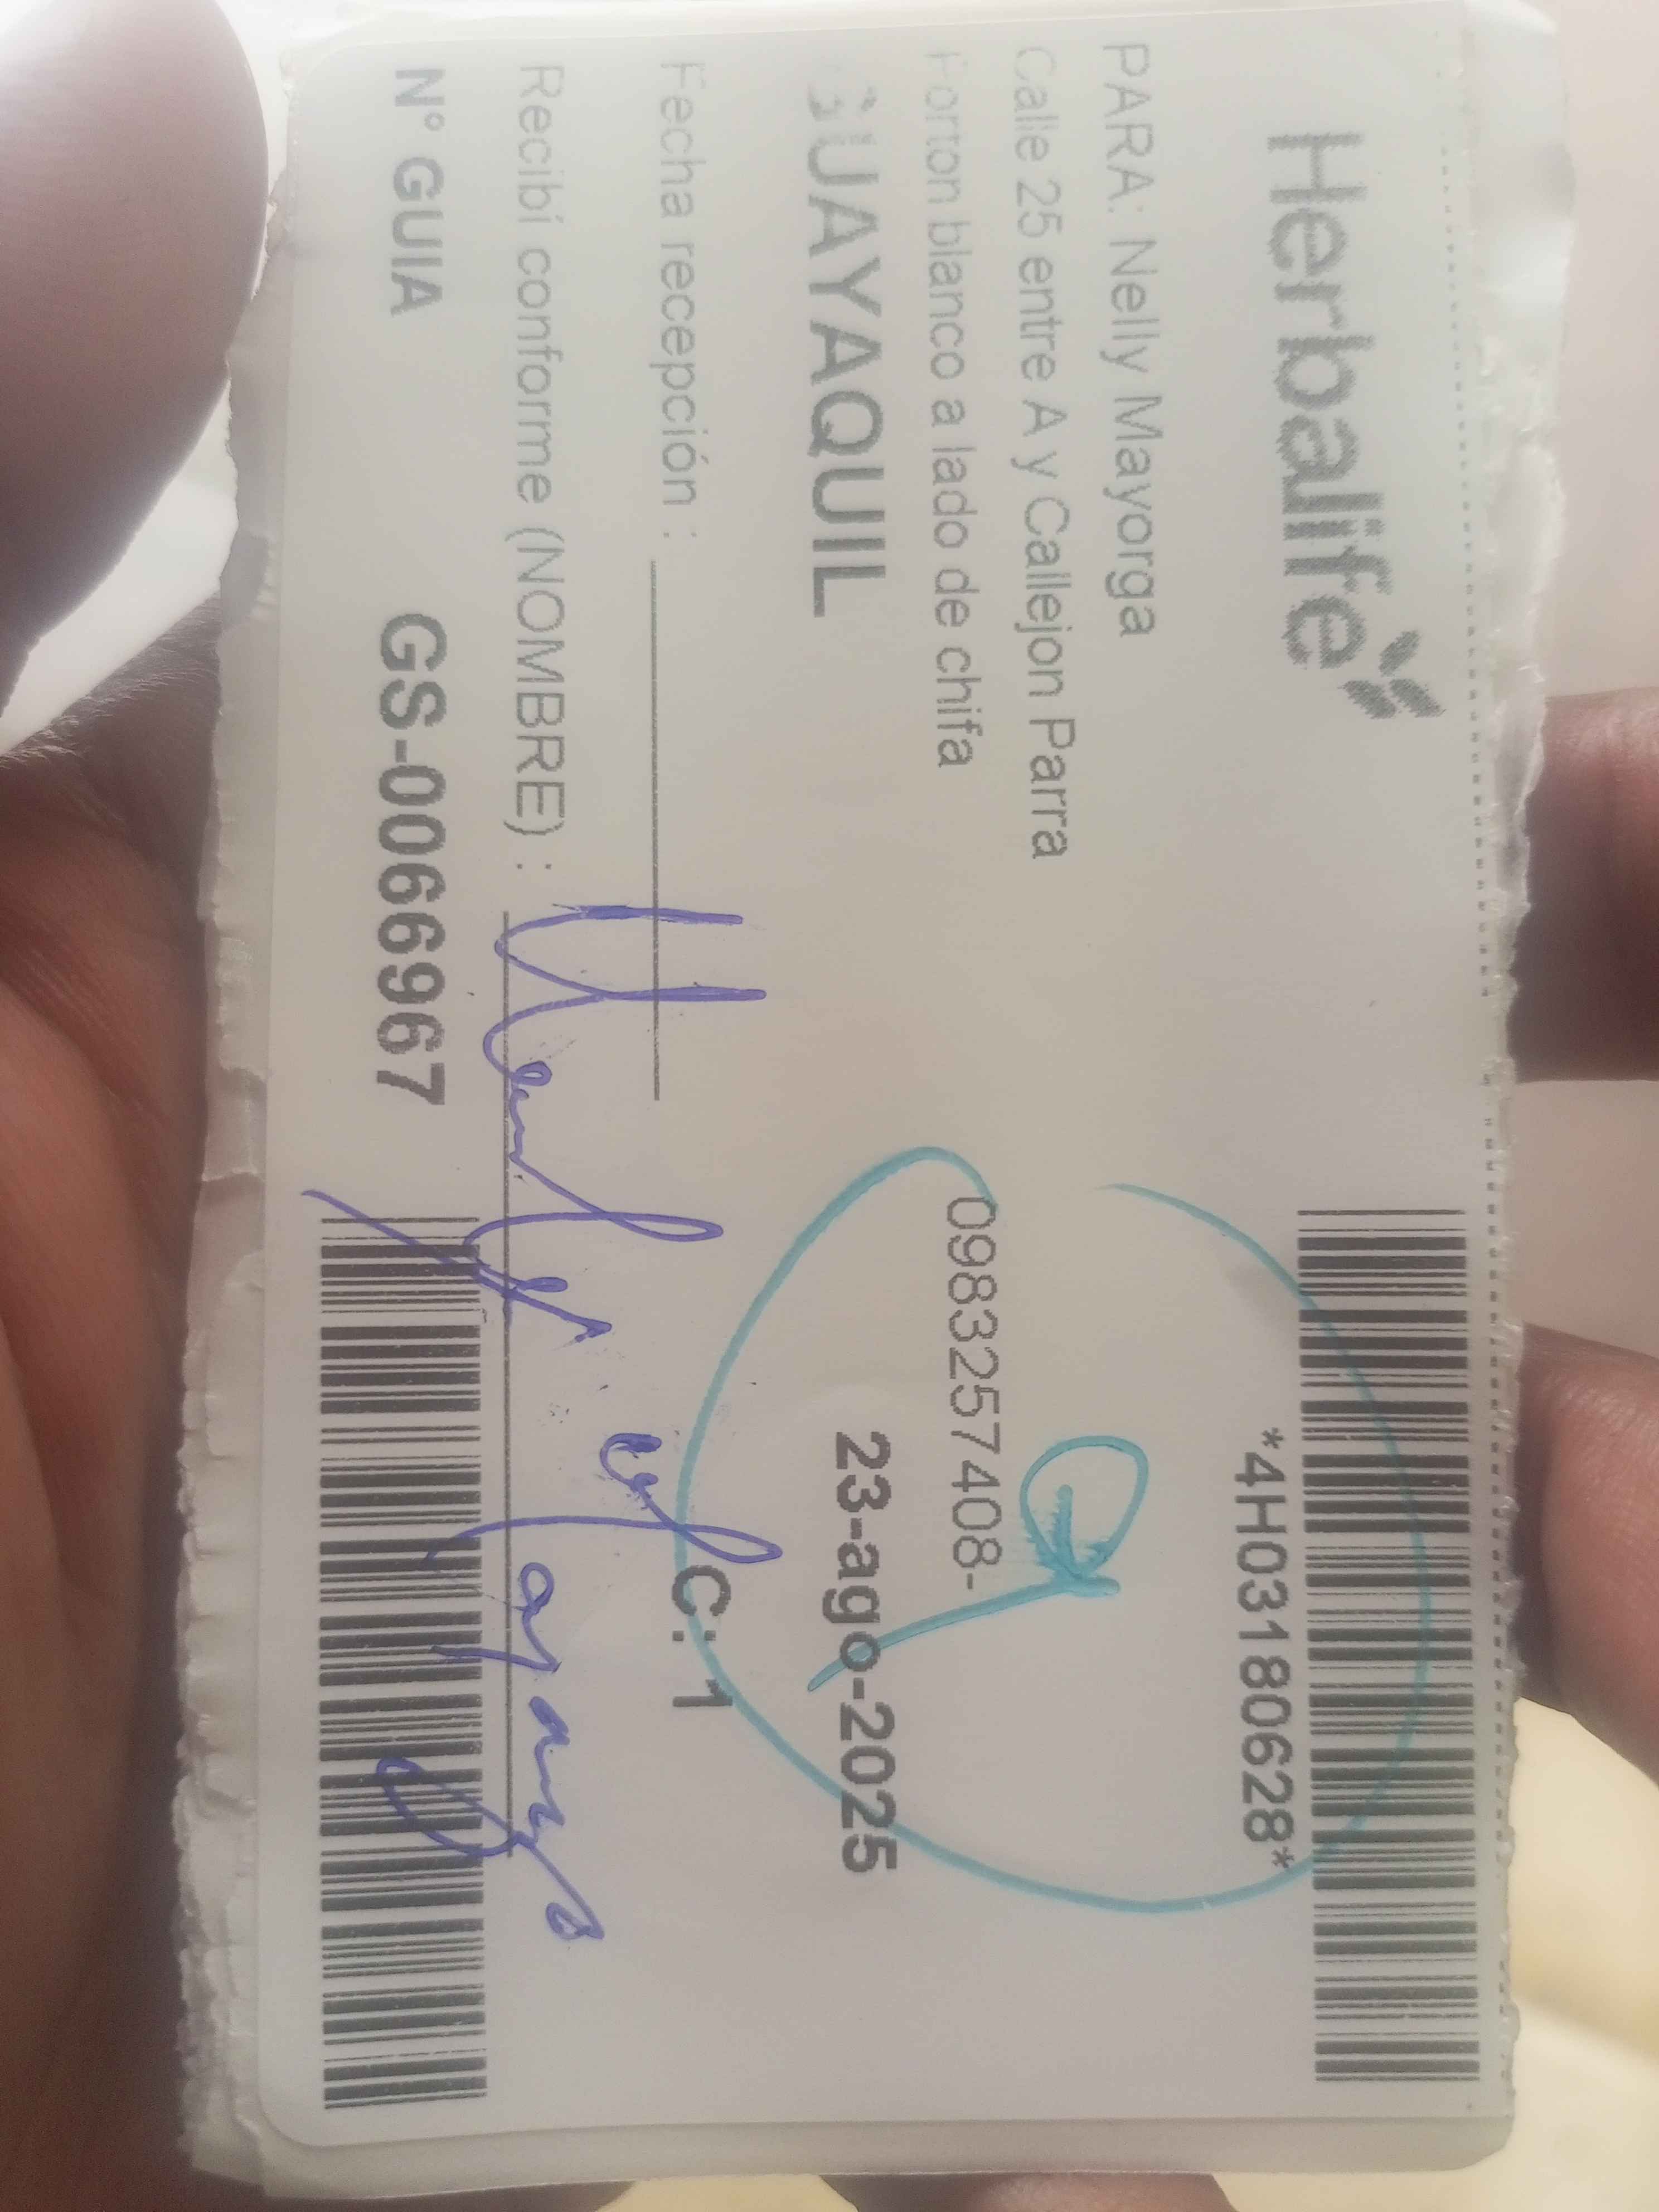 Herbalife
*4H03180628*
PARA: Nelly Mayorga
Calle 25 entre A y Callejon Parra
Porton blanco a lado de chifa
0983257408-
GUAYAQUIL
23-ago-2025
Fecha recepción :
C: 1
Recibí conforme (NOMBRE) :
N° GUIA
GS-0066967